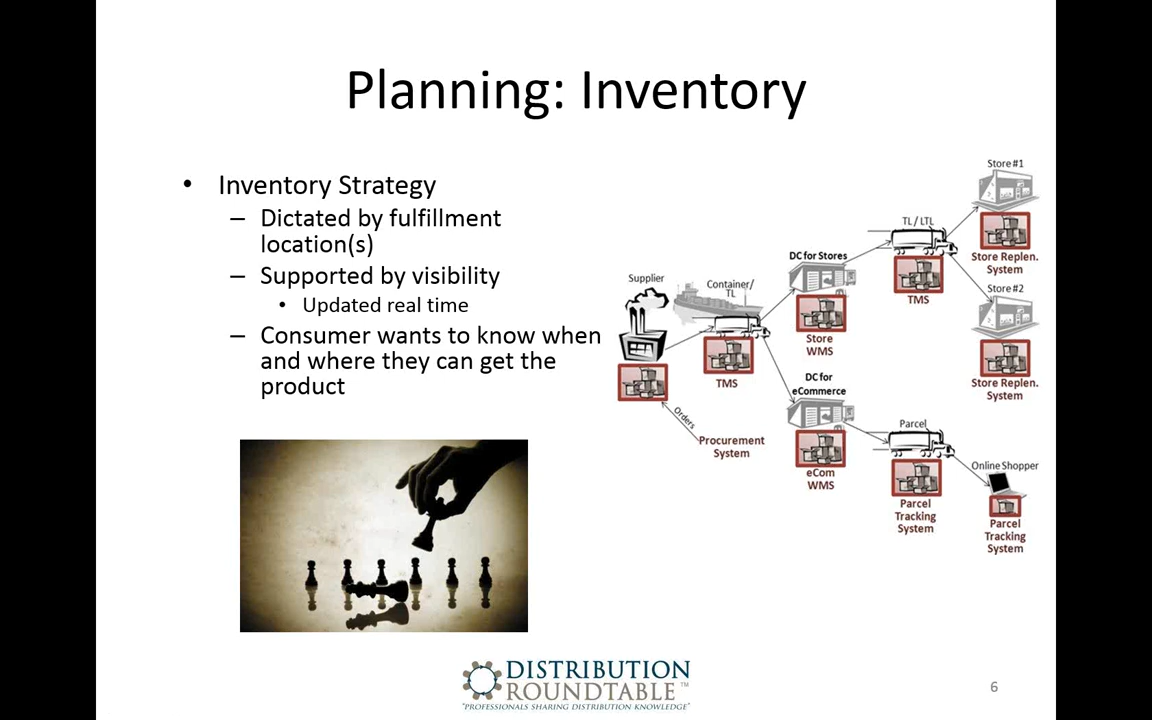 Planning: Inventory
• Inventory Strategy
– Dictated by fulfillment
location(s)
– Supported by visibility
• Updated real time
– Consumer wants to know when
and where they can get the
product
Supplier
Container/
TL
TMS
Orders
Procurement
System
DC for Stores
Store
WMS
DC for
eCommerce
eCom
WMS
TL / LTL
TMS
Store #1
Store Replen.
System
Store #2
Store Replen.
System
Parcel
Parcel
Tracking
System
Online Shopper
Parcel
Tracking
System
DISTRIBUTION
ROUNDTABLE™
"PROFESSIONALS SHARING DISTRIBUTION KNOWLEDGE"
6